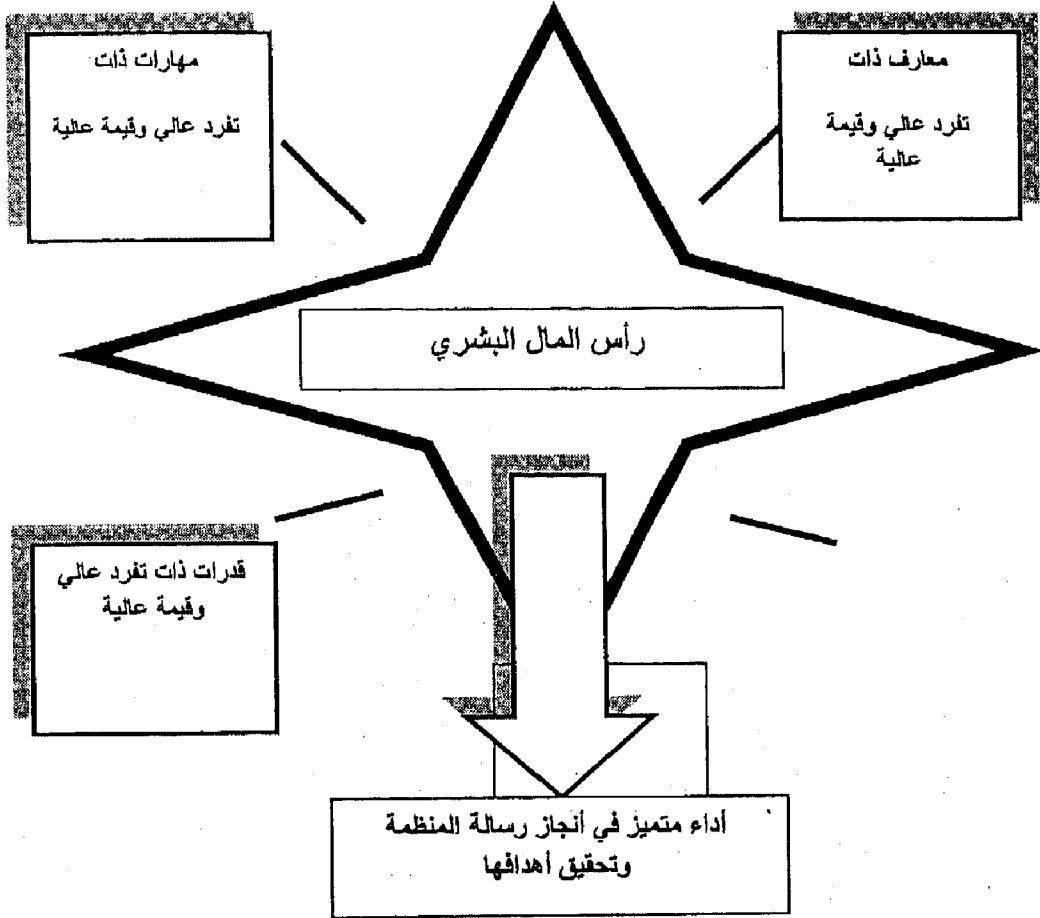 معارف ذات
تفرد عالي وقيمة
عالية
مهارات ذات
تفرد عالي وقيمة عالية
رأس المال البشري
قدرات ذات تفرد عالي
وقيمة عالية
أداء متميز في أنجاز رسالة المنظمة
وتحقيق أهدافها